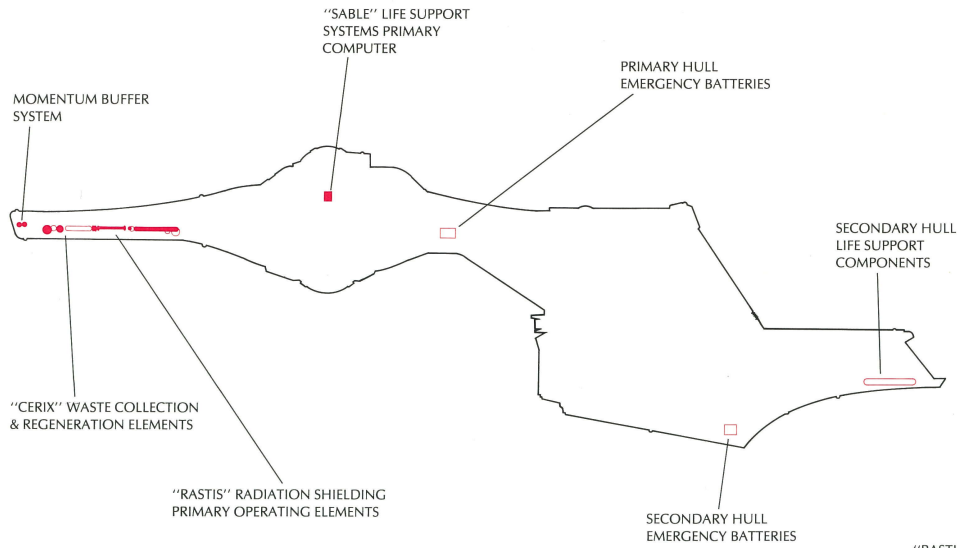 "SABLE" LIFE SUPPORT
SYSTEMS PRIMARY
COMPUTER
PRIMARY HULL
EMERGENCY BATTERIES
MOMENTUM BUFFER
SYSTEM
SECONDARY HULL
LIFE SUPPORT
COMPONENTS
"CERIX" WASTE COLLECTION
& REGENERATION ELEMENTS
"RASTIS" RADIATION SHIELDING
PRIMARY OPERATING ELEMENTS
SECONDARY HULL
EMERGENCY BATTERIES